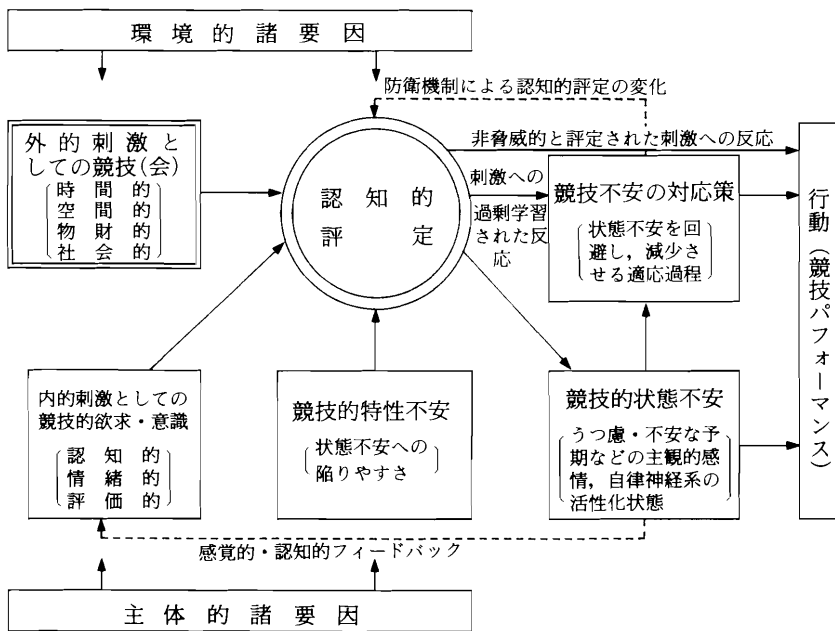 環境的諸要因
防衛機制による認知的評定の変化
外的刺激と
しての競技(会)
時間的
空間的
物財的
社会的
認知的
評定
非脅威的と評定された刺激への反応
刺激への
過剰学習
された反
応
競技不安の対応策
状態不安を回
避し,減少さ
せる適応過程
行動(競技パフォーマンス)
内的刺激としての
競技的欲求・意識
認知的
情緒的
評価的
競技的特性不安
状態不安への
陥りやすさ
競技的状態不安
うつ慮・不安な予
期などの主観的感
情,自律神経系の
活性化状態
感覚的・認知的フィードバック
主体的諸要因